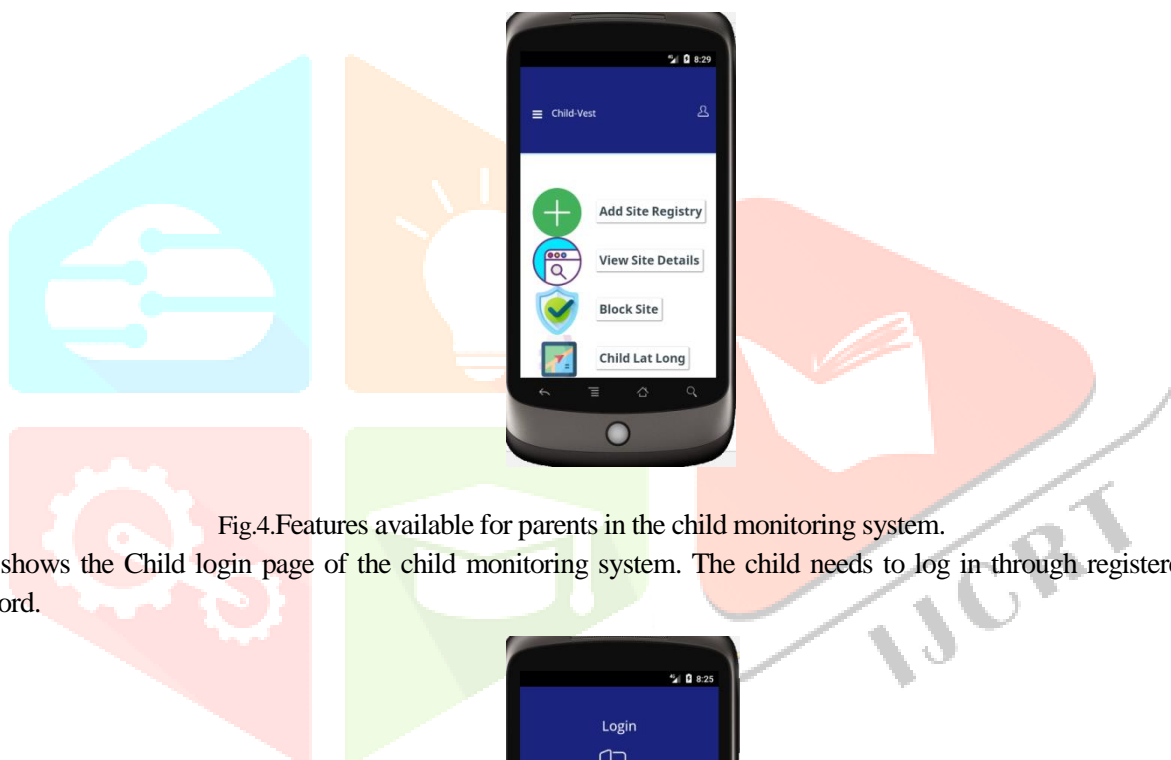 8:29
Child-Vest
Add Site Registry
View Site Details
Block Site
Child Lat Long
Fig.4.Features available for parents in the child monitoring system.
shows the Child login page of the child monitoring system. The child needs to log in through
IJCRT
8:25
Login